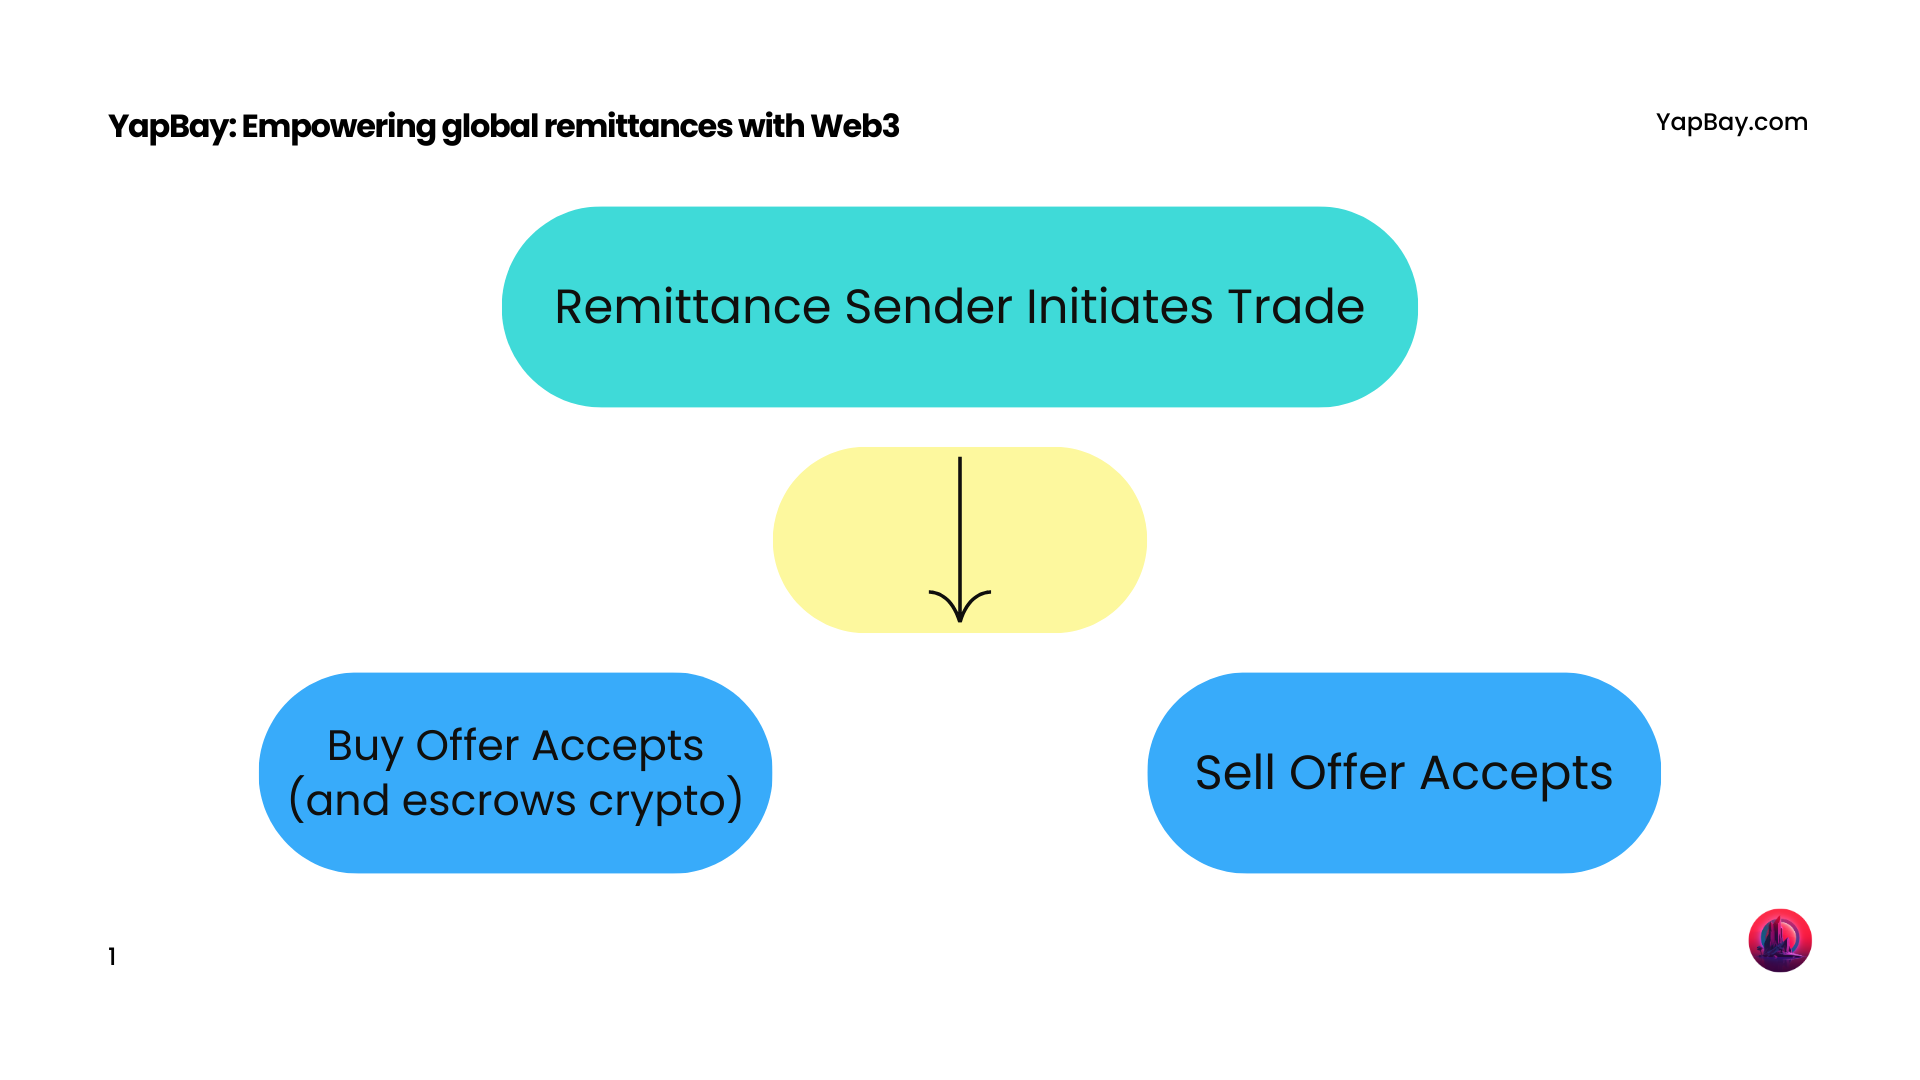 YapBay: Empowering global remittances with Web3
YapBay.com
Remittance Sender Initiates Trade
Buy Offer Accepts
(and escrows crypto)
Sell Offer Accepts
1